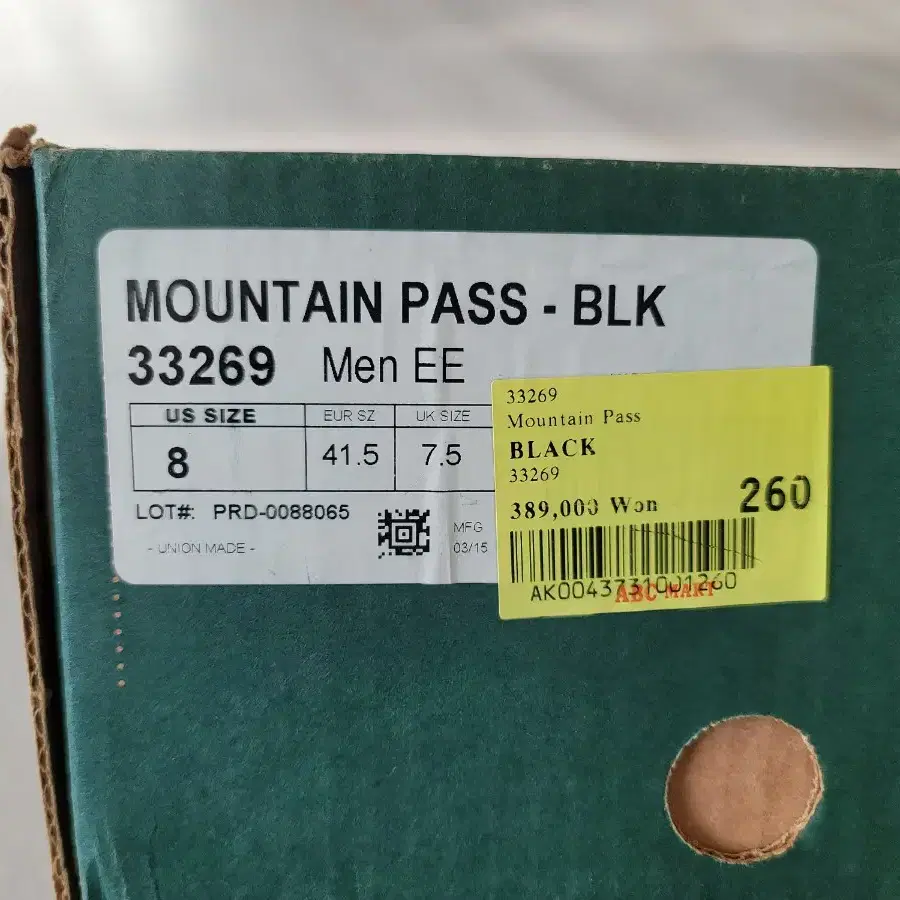 MOUNTAIN PASS - BLK
33269 Men EE
US SIZE EUR SZ UK SIZE
8 41.5 7.5
LOT#: PRD-0088065
- UNION MADE -
MFG
03/15
33269
Mountain Pass
BLACK
33269
389,000 Won 260
ABC MART